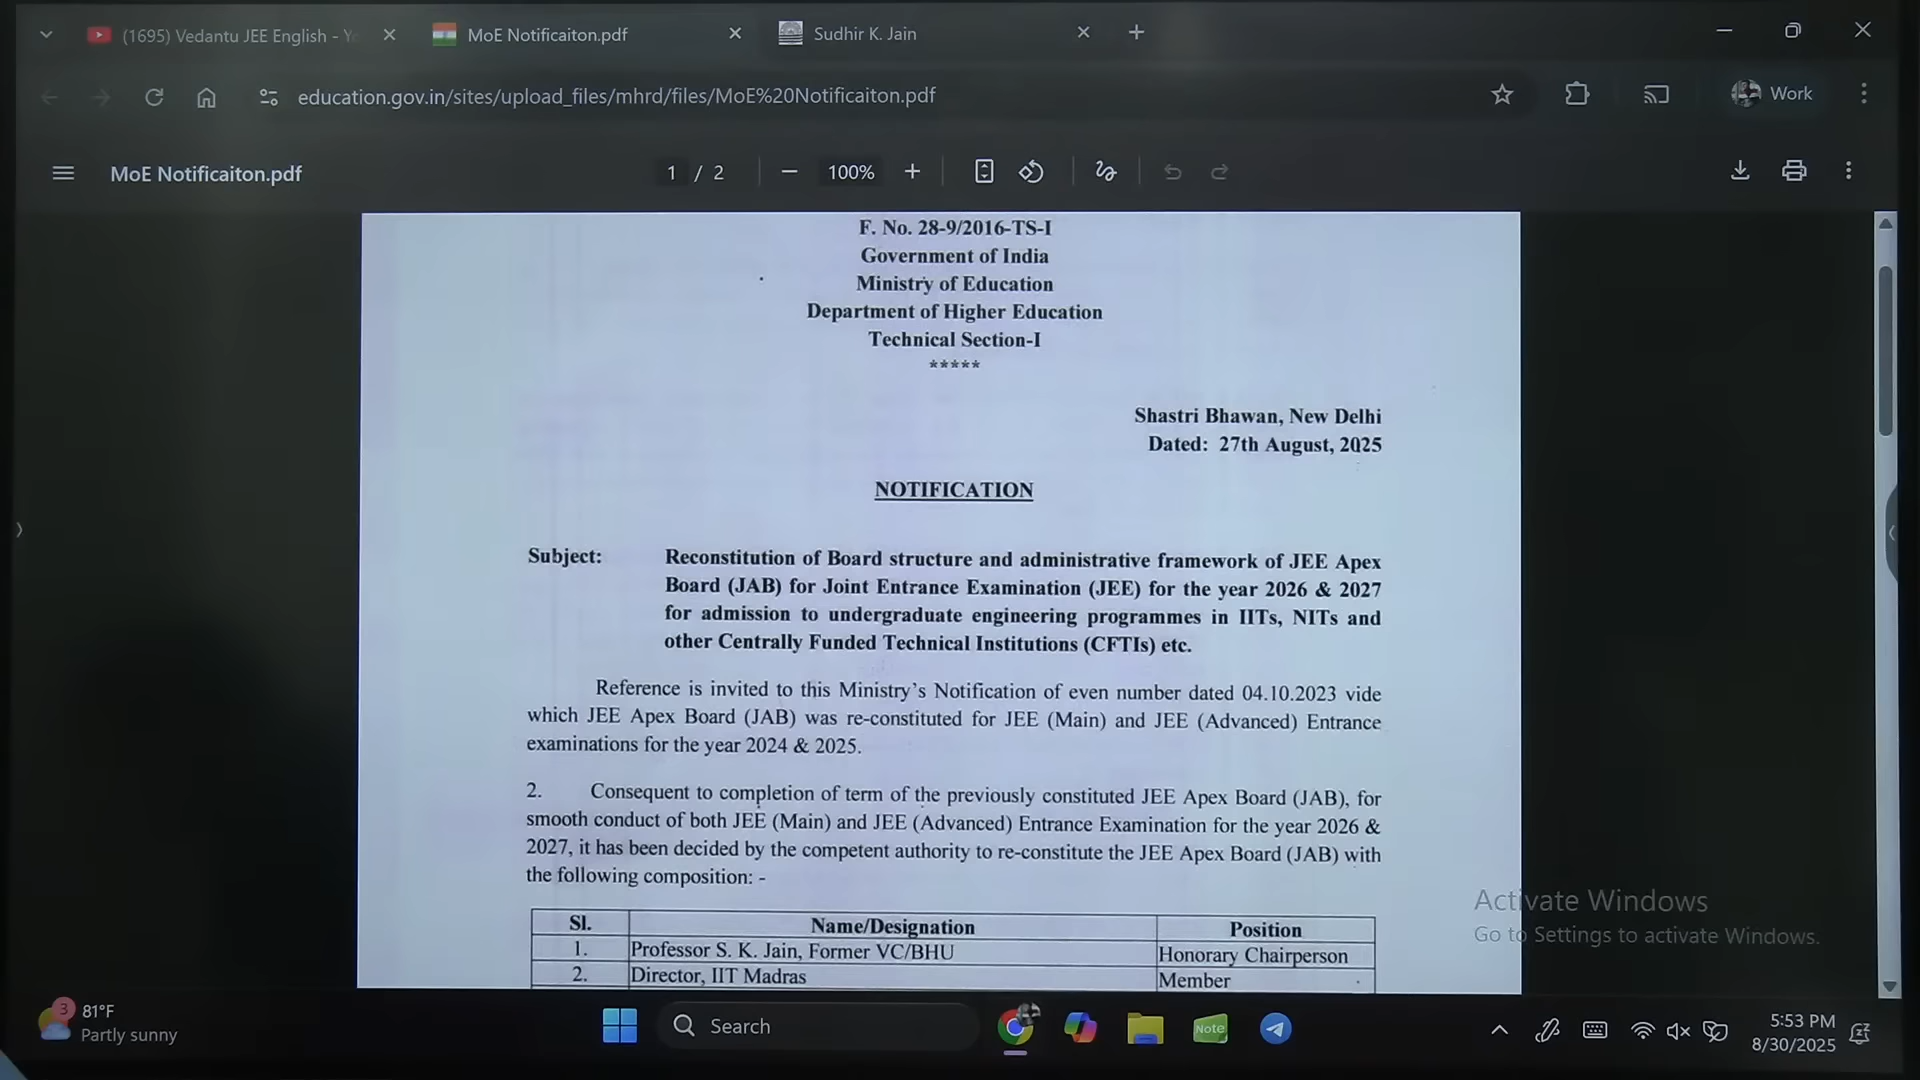 (1695) Vedantu JEE English - Yo
MoE Notificaiton.pdf
Sudhir K. Jain
education.gov.in/sites/upload_files/mhrd/files/MoE%20Notificaiton.pdf
Work
MoE Notificaiton.pdf
1 / 2
100%
F. No. 28-9/2016-TS-I
Government of India
Ministry of Education
Department of Higher Education
Technical Section-I
*****
Shastri Bhawan, New Delhi
Dated: 27th August, 2025
NOTIFICATION
Subject: Reconstitution of Board structure and administrative framework of JEE Apex
Board (JAB) for Joint Entrance Examination (JEE) for the year 2026 & 2027
for admission to undergraduate engineering programmes in IITs, NITs and
other Centrally Funded Technical Institutions (CFTIs) etc.
Reference is invited to this Ministry's Notification of even number dated 04.10.2023 vide
which JEE Apex Board (JAB) was re-constituted for JEE (Main) and JEE (Advanced) Entrance
examinations for the year 2024 & 2025.
2. Consequent to completion of term of the previously constituted JEE Apex Board (JAB), for
smooth conduct of both JEE (Main) and JEE (Advanced) Entrance Examination for the year 2026 &
2027, it has been decided by the competent authority to re-constitute the JEE Apex Board (JAB) with
the following composition: -
Sl. Name/Designation Position
1. Professor S. K. Jain, Former VC/BHU Honorary Chairperson
2. Director, IIT Madras Member
Activate Windows
Go to Settings to activate Windows.
3
81°F
Partly sunny
Search
Note
5:53 PM
8/30/2025